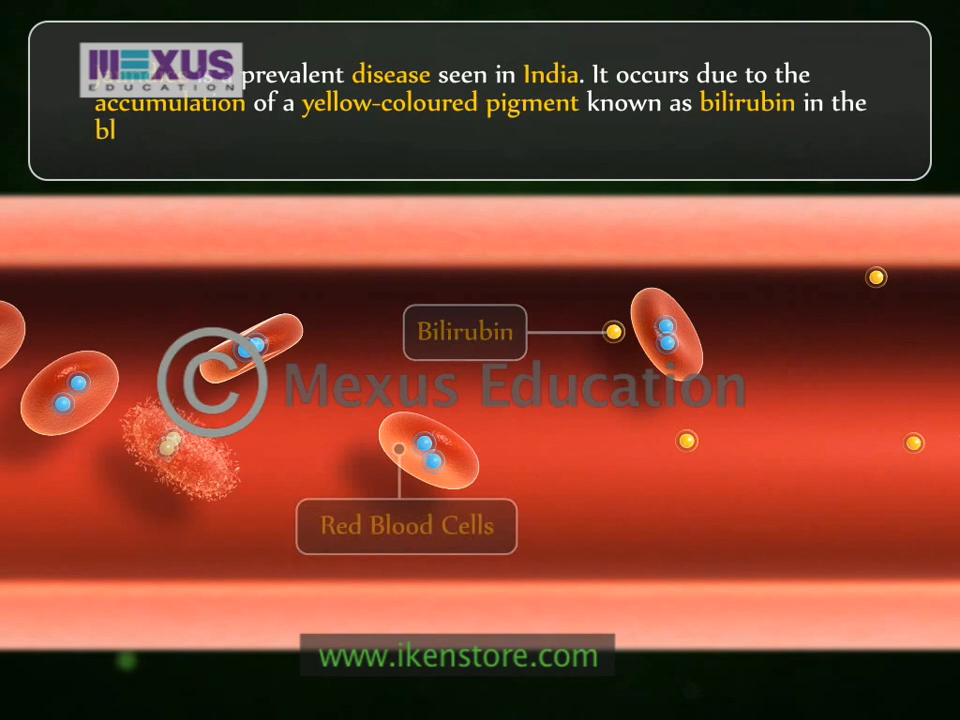 MEXUS
EDUCATION
is a prevalent disease seen in India. It occurs due to the
accumulation of a yellow-coloured pigment known as bilirubin in the
bl
Bilirubin
© Mexus Education
Red Blood Cells
www.ikenstore.com